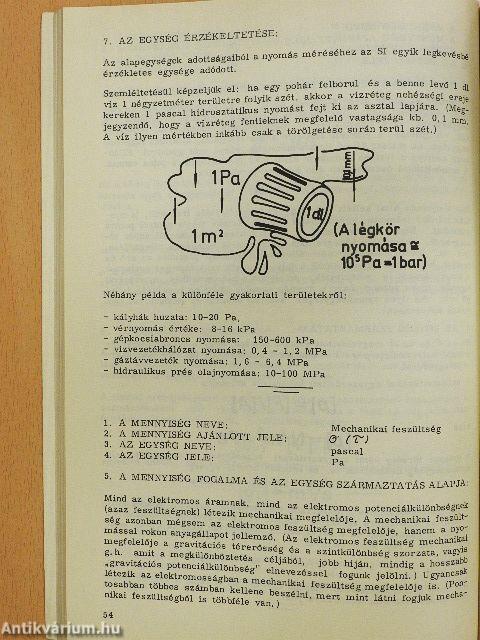 7. AZ EGYSÉG ÉRZÉKELTETÉSE:
Az alapegységek adottságaiból a nyomás méréséhez az SI egyik legkevésbé
érzékletes egysége adódott.
Szemléltetésül képzeljük el: ha egy pohár felborul és a benne levő 1 dl
víz 1 négyzetméter területre folyik szét, akkor a vízréteg nehézségi ereje
kereken 1 pascal hidrosztatikus nyomást fejt ki az asztal lapjára. (Meg-
jegyzendő, hogy a vízréteg fentieknek megfelelő vastagsága kb. 0,1 mm.
A víz ilyen mértékben inkább csak a törölgetése során terül szét.)
1Pa
1dl
1m²
(A légkör
nyomása ≅
10⁵Pa=1bar)
Néhány példa a különféle gyakorlati területekről:
- kályhák huzata: 10-20 Pa,
- vérnyomás értéke: 8-16 kPa
- gépkocsiabroncs nyomása: 150-600 kPa
- vízvezetékhálózat nyomása: 0,4 - 1,2 MPa
- gáztávvezeték nyomása: 1,6 - 6,4 MPa
- hidraulikus prés olajnyomása: 10-100 MPa
1. A MENNYISÉG NEVE: Mechanikai feszültség
2. A MENNYISÉG AJÁNLOTT JELE: σ (τ)
3. AZ EGYSÉG NEVE: pascal
4. AZ EGYSÉG JELE: Pa
5. A MENNYISÉG FOGALMA ÉS AZ EGYSÉG SZÁRMAZTATÁS ALAPJA:
Mind az elektromos áramnak, mind az elektromos potenciálkülönbségnek
(azaz feszültségnek) létezik mechanikai megfelelője. A mechanikai feszült-
ség azonban mégsem az elektromos feszültség megfelelője, hanem a nyo-
mással rokon anyagállapot jellemző. (Az elektromos feszültség mechanikai
megfelelője a gravitációs térerősség és a szintkülönbség szorzata, vagyis
g.h. amit a megkülönböztetés céljából, jobb híján, mindig a hosszabb
„gravitációs potenciálkülönbség" elnevezéssel fogunk jelölni.) Ugyancsak
létezik az elektromosságban a mechanikai feszültség megfelelője is. (Pon-
tosabban többes számban kellene beszélni, mert mint látni fogjuk mecha-
nikai feszültségből is többféle van.)
54
Antikvárium.hu